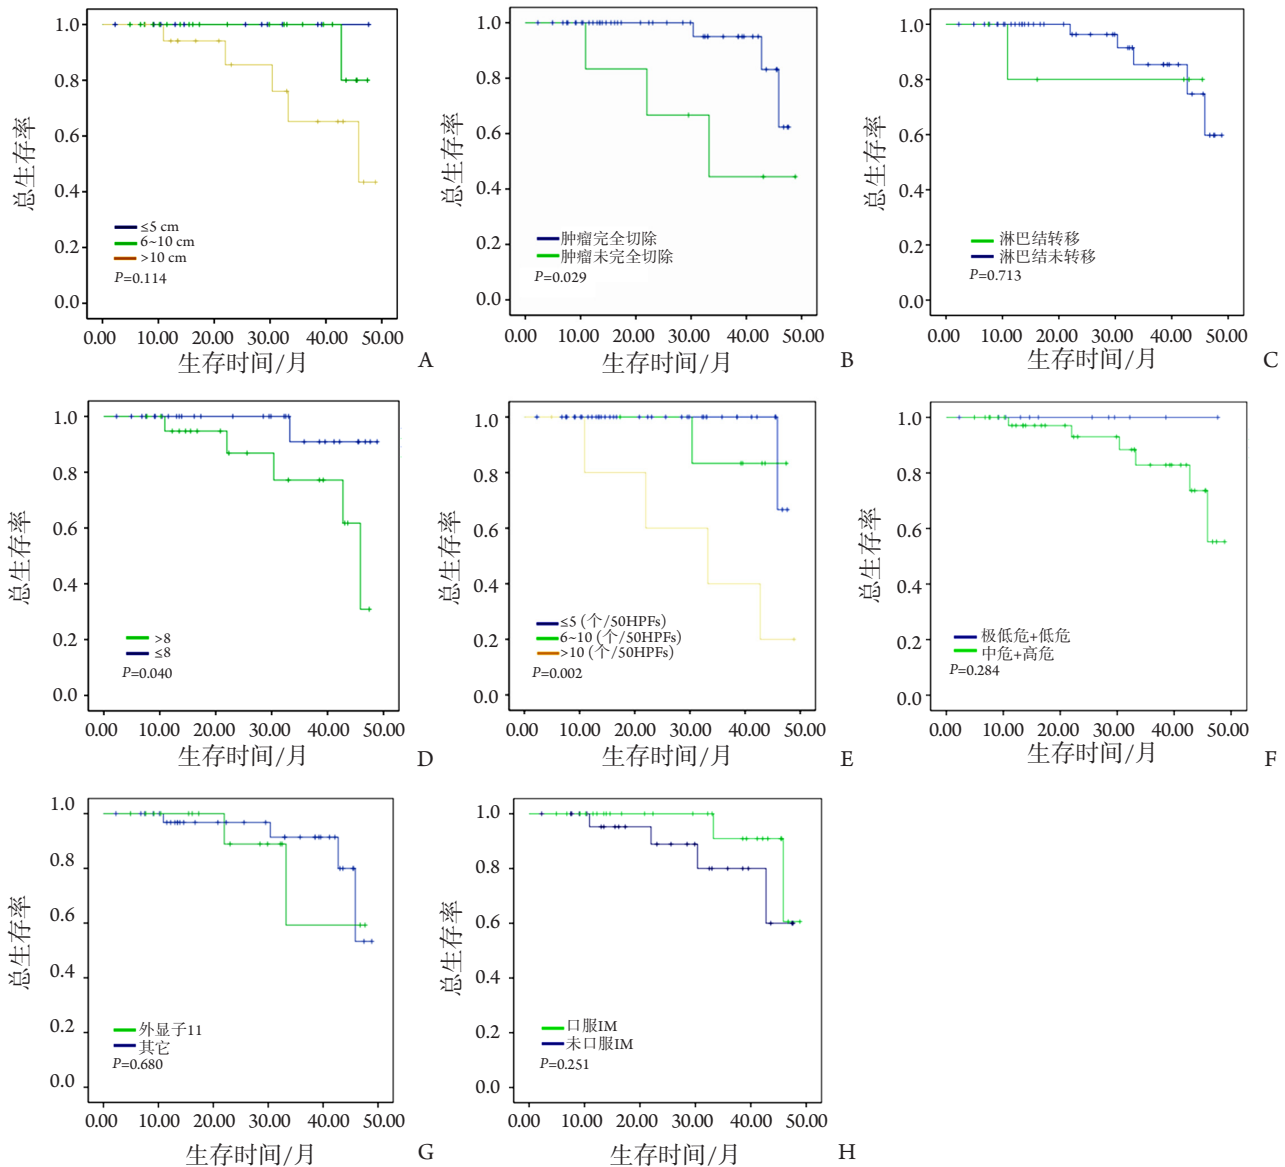 1.0
0.8
0.6
0.4
0.2
0.0
总生存率
≤5 cm
6~10 cm
>10 cm
P=0.114
0.00 10.00 20.00 30.00 40.00 50.00
生存时间/月
A
1.0
0.8
0.6
0.4
0.2
0.0
总生存率
肿瘤完全切除
肿瘤未完全切除
P=0.029
0.00 10.00 20.00 30.00 40.00 50.00
生存时间/月
B
1.0
0.8
0.6
0.4
0.2
0.0
总生存率
淋巴结转移
淋巴结未转移
P=0.713
0.00 10.00 20.00 30.00 40.00 50.00
生存时间/月
C
1.0
0.8
0.6
0.4
0.2
0.0
总生存率
>8
≤8
P=0.040
0.00 10.00 20.00 30.00 40.00 50.00
生存时间/月
D
1.0
0.8
0.6
0.4
0.2
0.0
总生存率
≤5 (个/50HPFs)
6~10 (个/50HPFs)
>10 (个/50HPFs)
P=0.002
0.00 10.00 20.00 30.00 40.00 50.00
生存时间/月
E
1.0
0.8
0.6
0.4
0.2
0.0
总生存率
极低危+低危
中危+高危
P=0.284
0.00 10.00 20.00 30.00 40.00 50.00
生存时间/月
F
1.0
0.8
0.6
0.4
0.2
0.0
总生存率
外显子11
其它
P=0.680
0.00 10.00 20.00 30.00 40.00 50.00
生存时间/月
G
1.0
0.8
0.6
0.4
0.2
0.0
总生存率
口服IM
未口服IM
P=0.251
0.00 10.00 20.00 30.00 40.00 50.00
生存时间/月
H